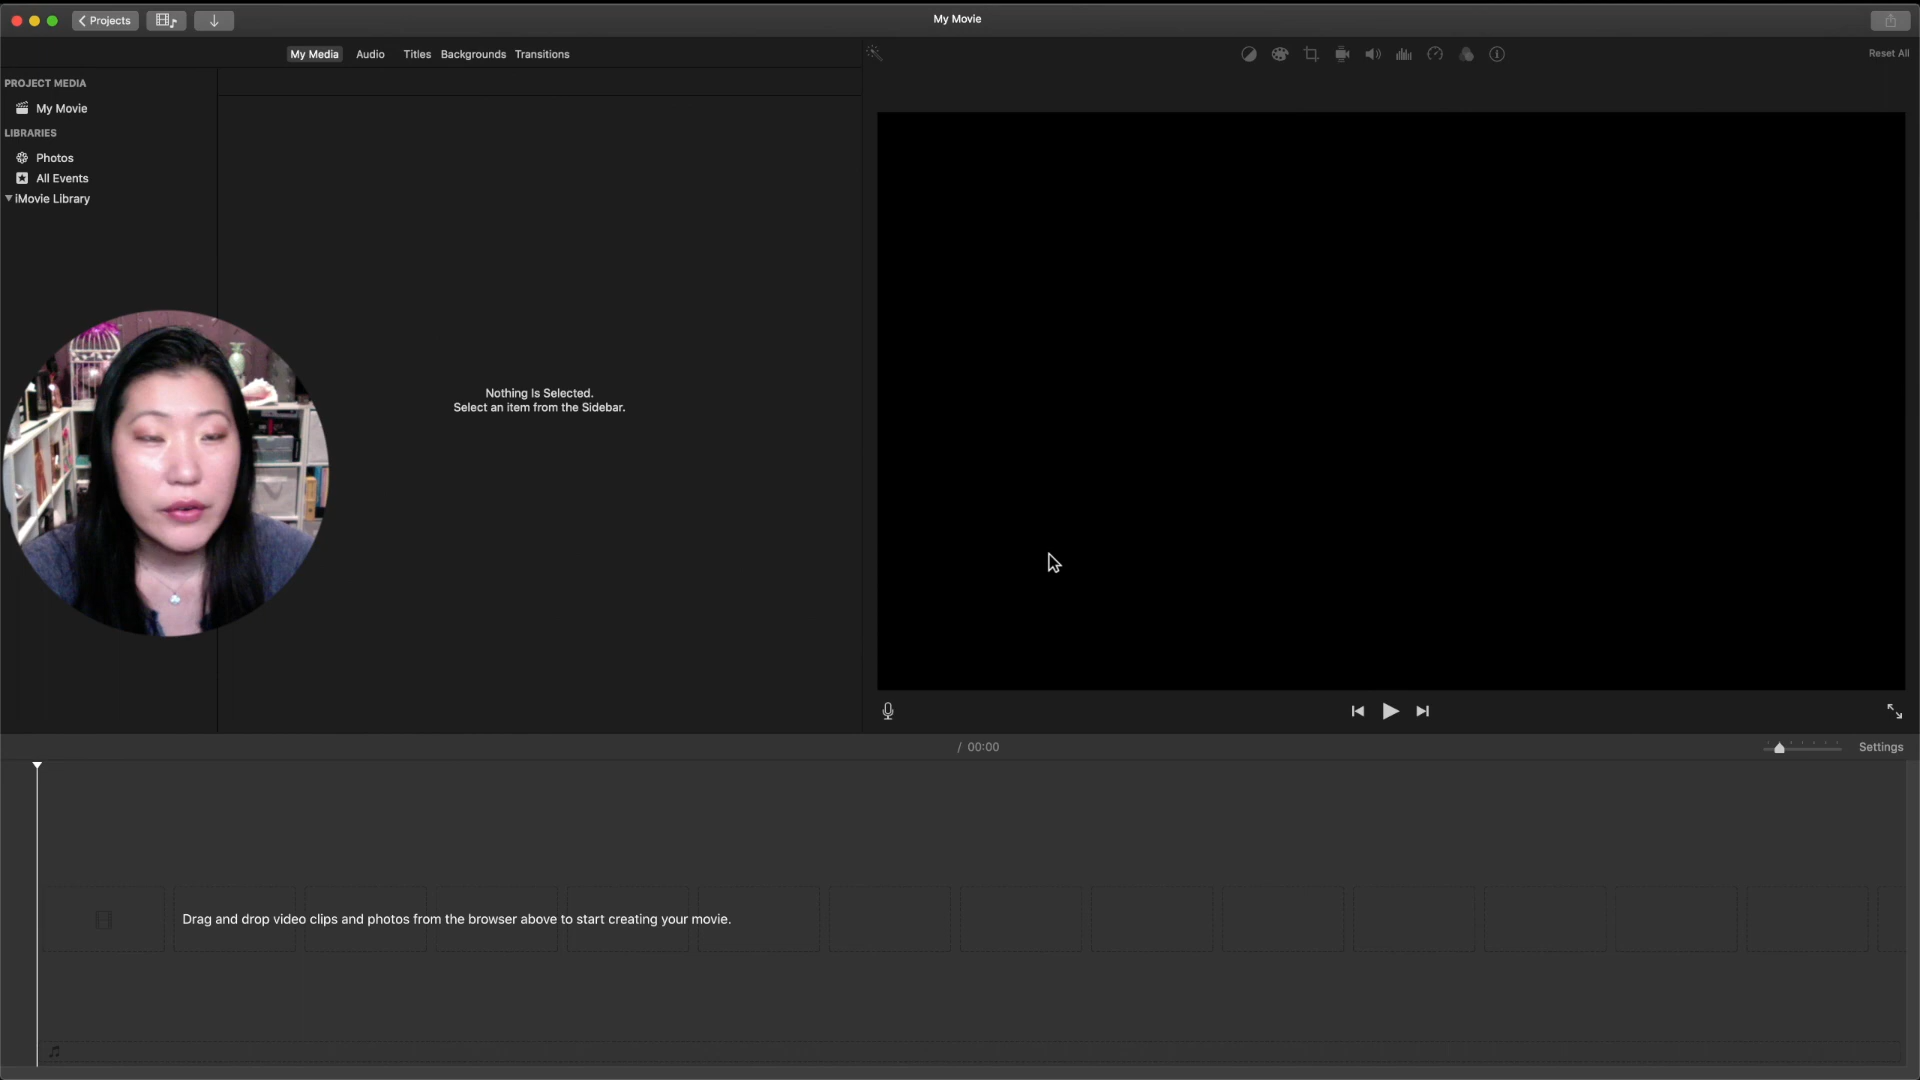 Projects
My Movie
My Media Audio Titles Backgrounds Transitions
Reset All
PROJECT MEDIA
My Movie
LIBRARIES
Photos
All Events
iMovie Library
Nothing Is Selected.
Select an item from the Sidebar.
/ 00:00
Settings
Drag and drop video clips and photos from the browser above to start creating your movie.